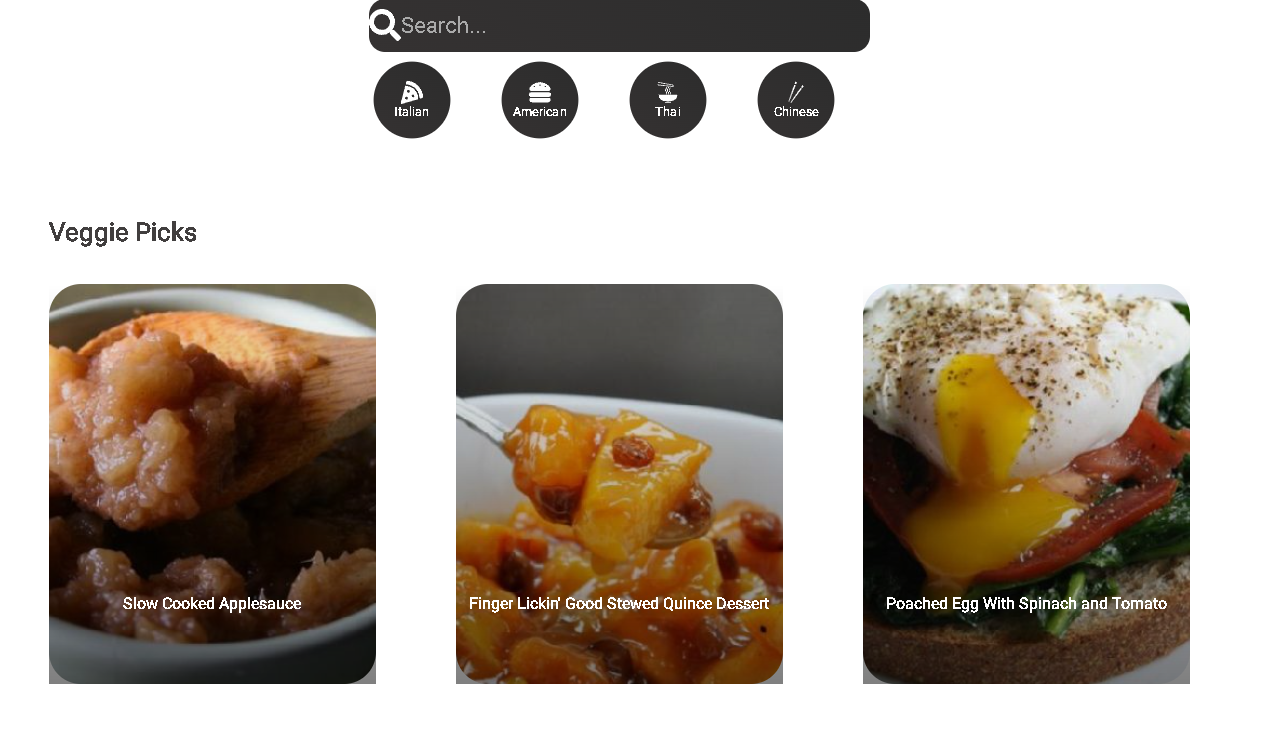 Search...
Italian
American
Thai
Chinese
Veggie Picks
Slow Cooked Applesauce
Finger Lickin' Good Stewed Quince Dessert
Poached Egg With Spinach and Tomato